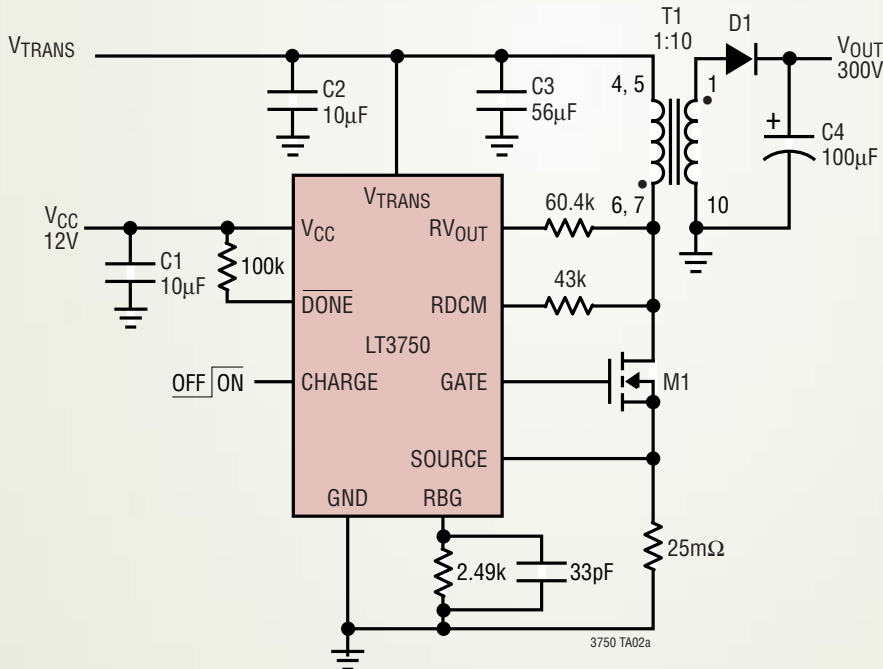 T1
1:10
D1
VTRANS
VOUT
300V
C2
10µF
C3
56µF
4, 5
1
+
C4
100µF
6, 7
10
VTRANS
VCC
12V
VCC
RVOUT
60.4k
C1
10µF
100k
DONE
RDCM
43k
LT3750
OFF ON
CHARGE
GATE
M1
SOURCE
GND
RBG
2.49k
33pF
25mΩ
3750 TA02a